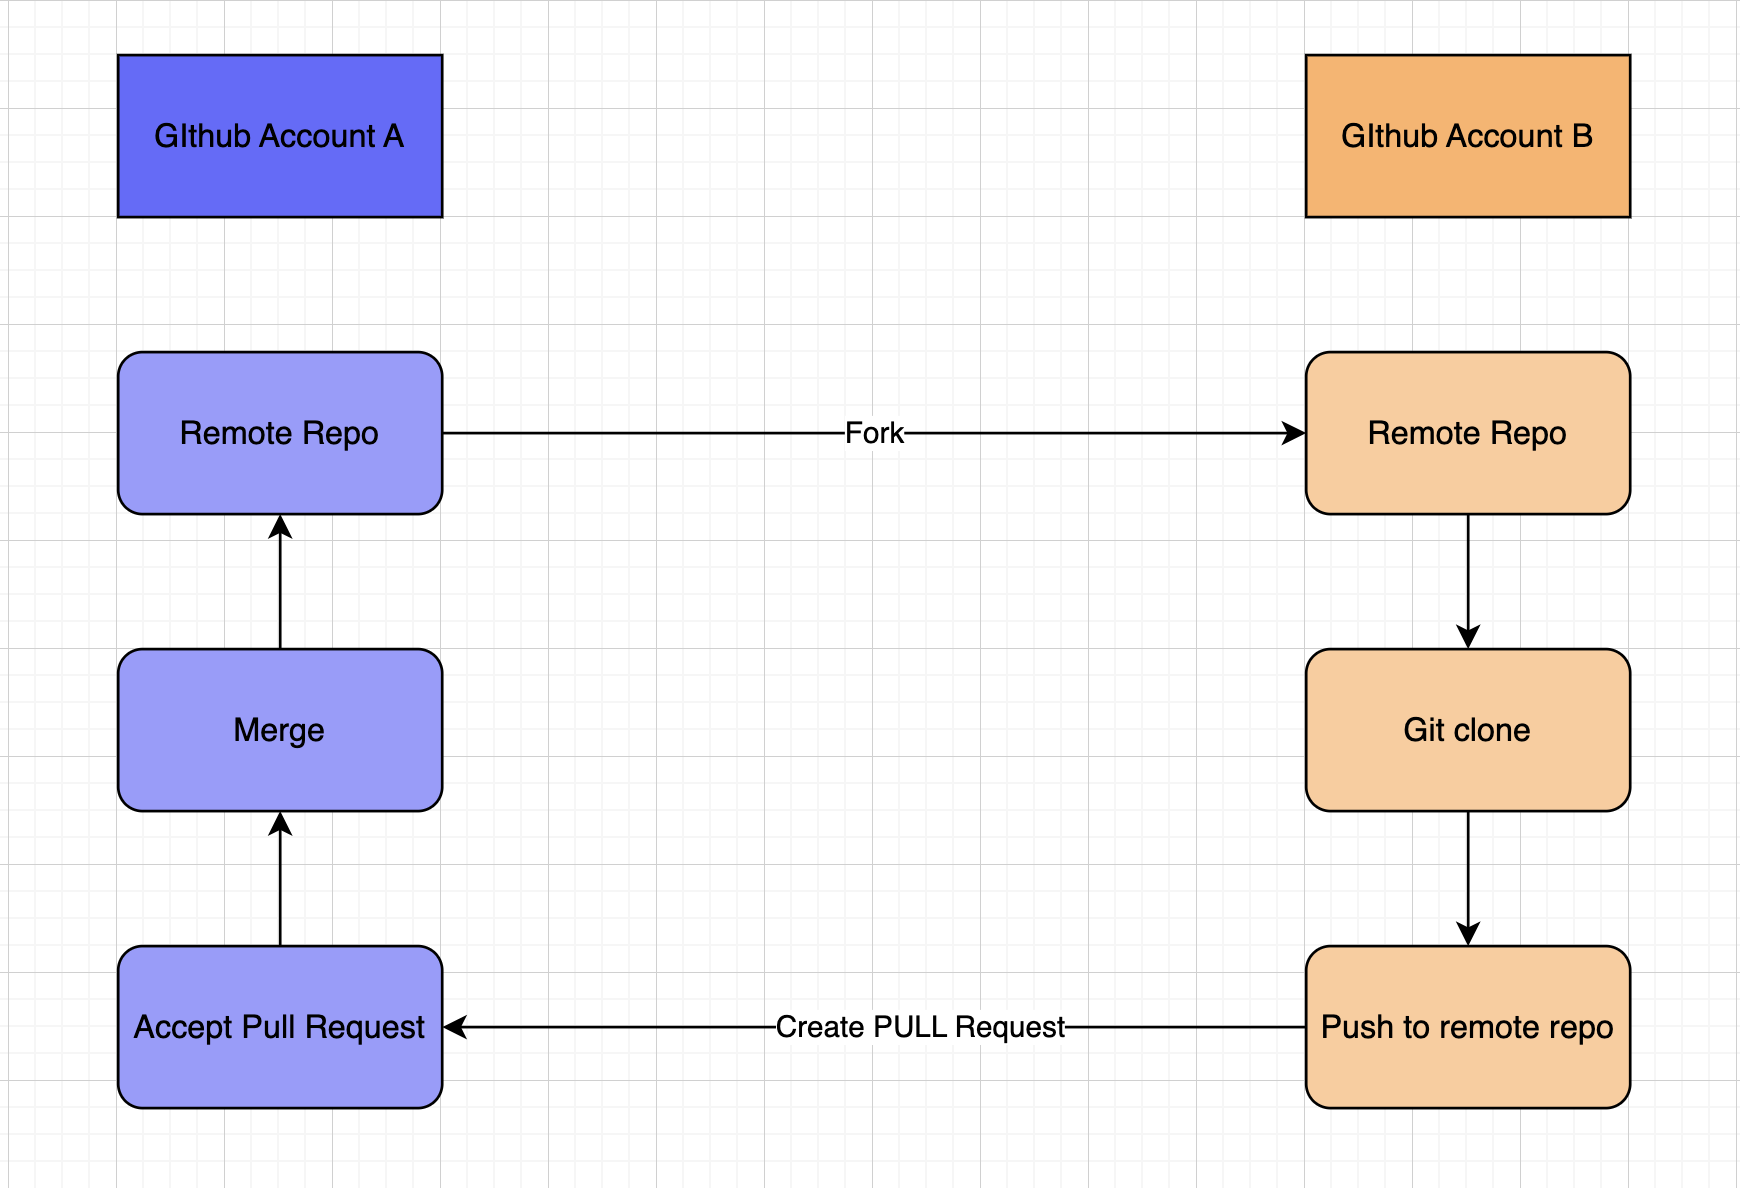 GIthub Account A
GIthub Account B
Remote Repo
Fork
Remote Repo
Merge
Git clone
Accept Pull Request
Create PULL Request
Push to remote repo